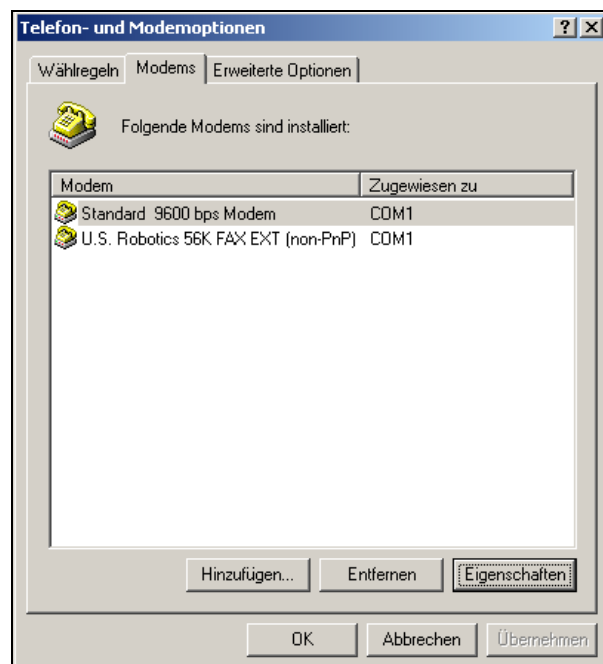 Telefon- und Modemoptionen
Wählregeln Modems Erweiterte Optionen
Folgende Modems sind installiert:
Modem Zugewiesen zu
Standard 9600 bps Modem COM1
U.S. Robotics 56K FAX EXT (non-PnP) COM1
Hinzufügen... Entfernen Eigenschaften
OK Abbrechen Übernehmen